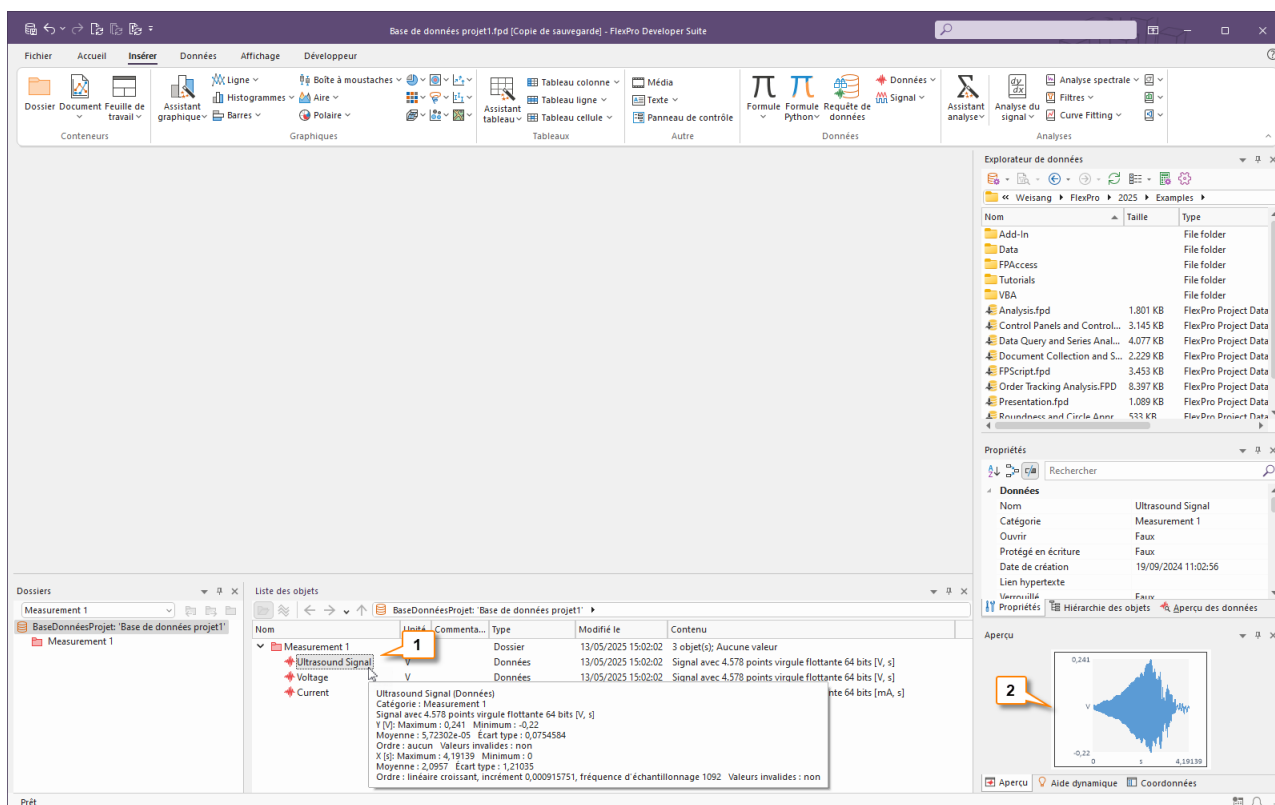 Base de données projet1.fpd [Copie de sauvegarde] - FlexPro Developer Suite
Fichier Accueil Insérer Données Affichage Développeur
Dossier
Document
Feuille de travail
Conteneurs
Assistant graphique
Ligne
Histogrammes
Barres
Boîte à moustaches
Aire
Polaire
Graphiques
Assistant tableau
Tableau colonne
Tableau ligne
Tableau cellule
Tableaux
Média
Texte
Panneau de contrôle
Autre
Formule
Formule Python
Requête de données
Données
Signal
Données
Assistant analyse
dy
dx
Analyse du signal
Analyse spectrale
Filtres
Curve Fitting
Analyses
Explorateur de données
« Weisang FlexPro 2025 Examples
Nom Taille Type
Add-In File folder
Data File folder
FPAccess File folder
Tutorials File folder
VBA File folder
Analysis.fpd 1.801 KB FlexPro Project Data
Control Panels and Control... 3.145 KB FlexPro Project Data
Data Query and Series Anal... 4.077 KB FlexPro Project Data
Document Collection and S... 2.229 KB FlexPro Project Data
FPScript.fpd 3.453 KB FlexPro Project Data
Order Tracking Analysis.FPD 8.397 KB FlexPro Project Data
Presentation.fpd 1.089 KB FlexPro Project Data
Roundness and Circle 533 KB FlexPro Project Data
Propriétés
Rechercher
Données
Nom Ultrasound Signal
Catégorie Measurement 1
Ouvrir Faux
Protégé en écriture Faux
Date de création 19/09/2024 11:02:56
Lien hypertexte
Verrouillé Faux
Propriétés Hiérarchie des objets Aperçu des données
Dossiers
Measurement 1
BaseDonnéesProjet: 'Base de données projet1'
Measurement 1
Liste des objets
BaseDonnéesProjet: 'Base de données projet1'
Nom Unité Commenta... Type Modifié le Contenu
Measurement 1 Dossier 13/05/2025 15:02:02 3 objet(s); Aucune valeur
Ultrasound Signal V Données 13/05/2025 15:02:02 Signal avec 4.578 points virgule flottante 64 bits [V, s]
Voltage V Données 13/05/2025 15:02:02 Signal avec 4.578 points virgule flottante 64 bits [V, s]
Current nte 64 bits [mA, s]
1
Ultrasound Signal (Données)
Catégorie : Measurement 1
Signal avec 4.578 points virgule flottante 64 bits [V, s]
Y [V]: Maximum : 0,241 Minimum : -0,22
Moyenne : 5,72302e-05 Écart type : 0,0754584
Ordre : aucun Valeurs invalides : non
X [s]: Maximum : 4,19139 Minimum : 0
Moyenne : 2,0957 Écart type : 1,21035
Ordre : linéaire croissant, incrément 0,000915751, fréquence d'échantillonnage 1092 Valeurs invalides : non
Aperçu
2
0,241
V
-0,22
0 s 4,19139
Aperçu Aide dynamique Coordonnées
Prêt